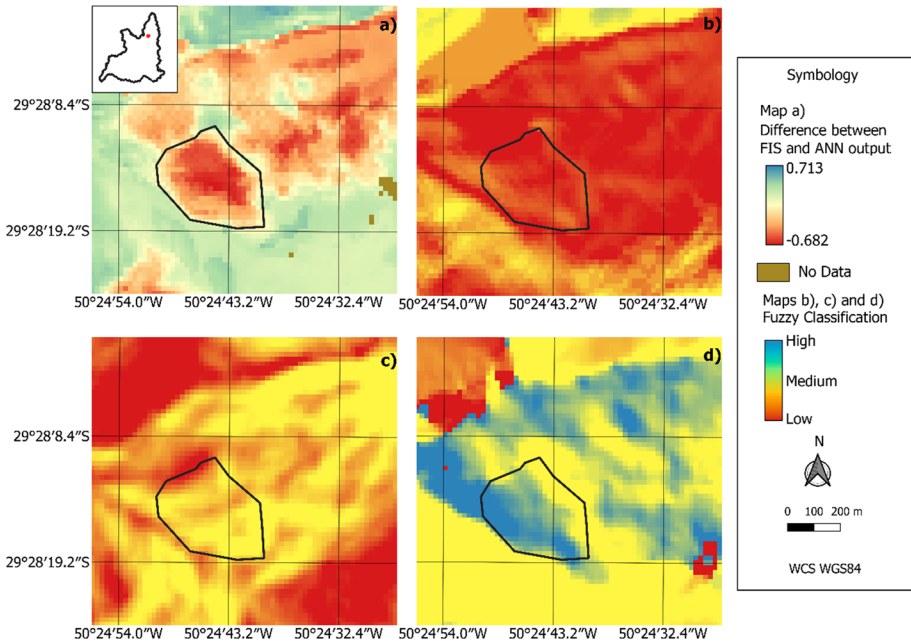 a)
b)
29°28'8.4"S
29°28'19.2"S
50°24'54.0"W 50°24'43.2"W 50°24'32.4"W
50°24'54.0"W 50°24'43.2"W 50°24'32.4"W
c)
d)
29°28'8.4"S
29°28'19.2"S
50°24'54.0"W 50°24'43.2"W 50°24'32.4"W
50°24'54.0"W 50°24'43.2"W 50°24'32.4"W
Symbology
Map a)
Difference between
FIS and ANN output
0.713
-0.682
No Data
Maps b), c) and d)
Fuzzy Classification
High
Medium
Low
N
0 100 200 m
WCS WGS84